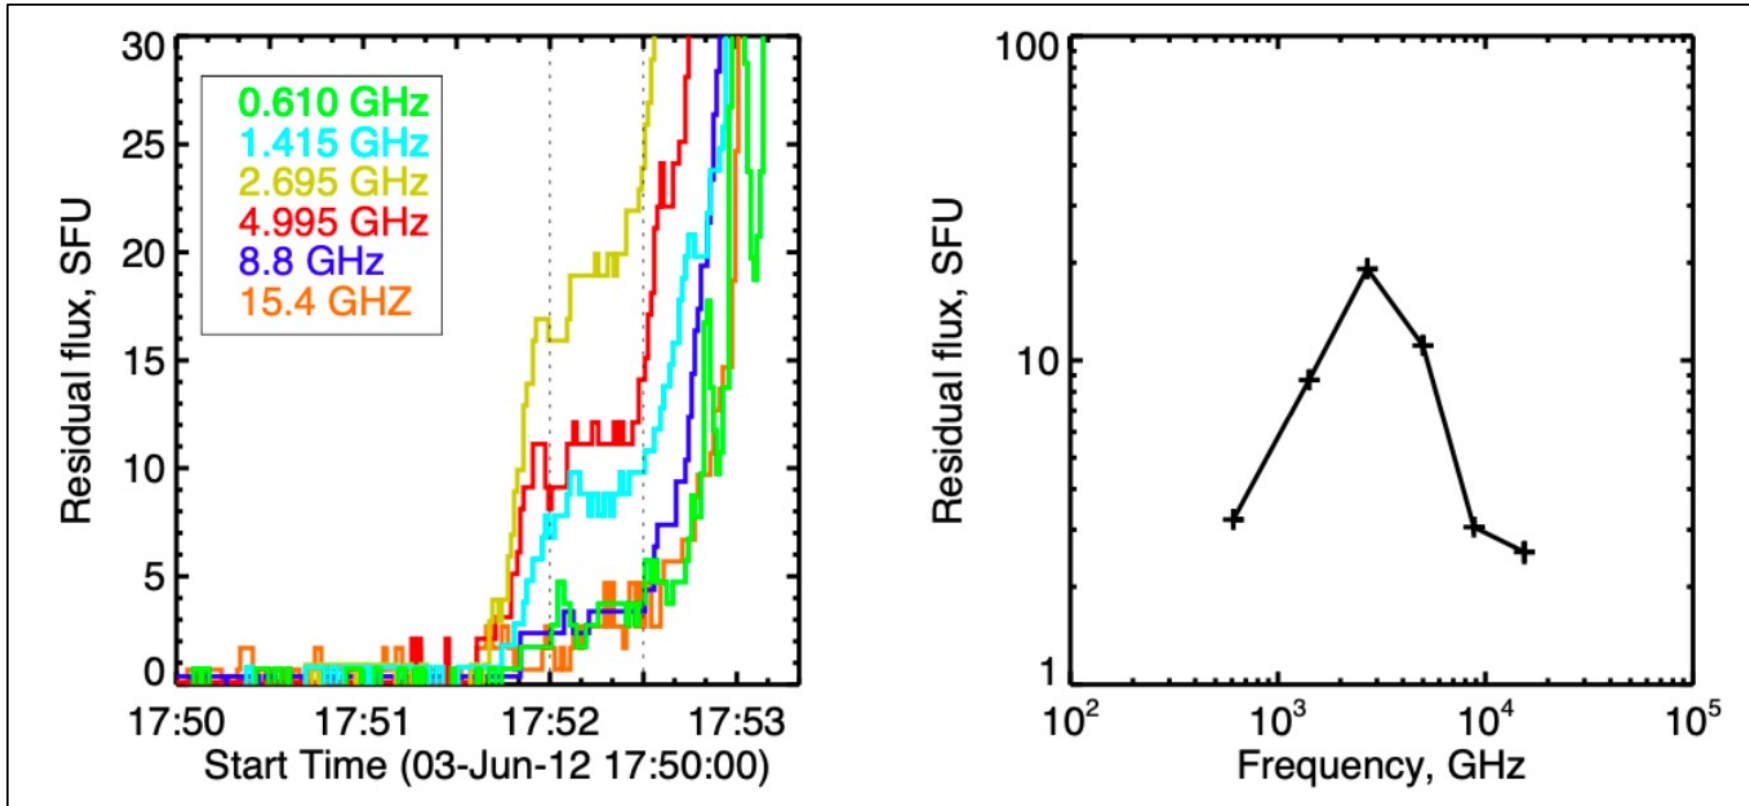 30
25
20
15
10
5
0
Residual flux, SFU
0.610 GHz
1.415 GHz
2.695 GHz
4.995 GHz
8.8 GHz
15.4 GHZ
17:50 17:51 17:52 17:53
Start Time (03-Jun-12 17:50:00)
100
10
1
Residual flux, SFU
10² 10³ 10⁴ 10⁵
Frequency, GHz